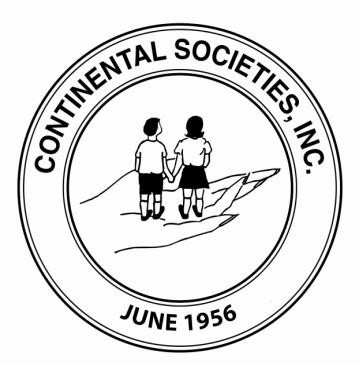 CONTINENTAL SOCIETIES, INC.
JUNE 1956